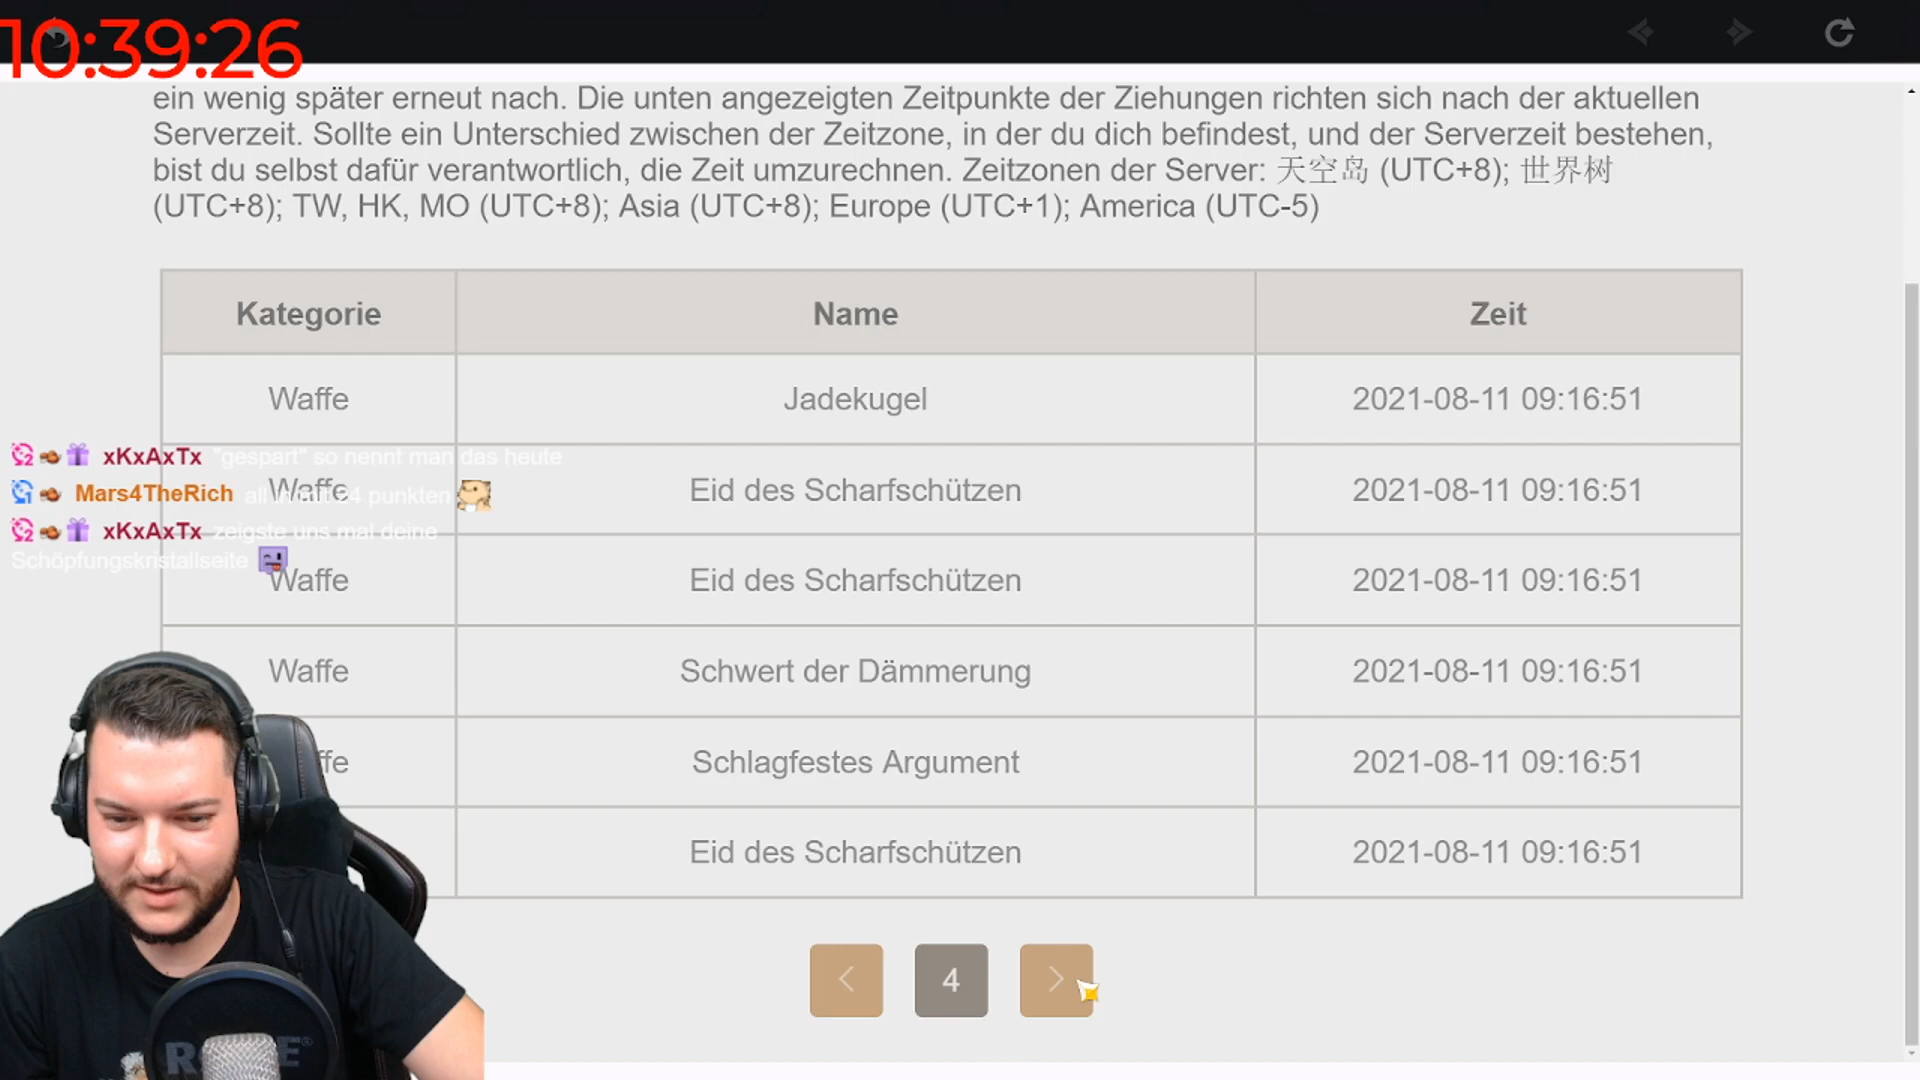 10:39:26
ein wenig später erneut nach. Die unten angezeigten Zeitpunkte der Ziehungen richten sich nach der aktuellen
Serverzeit. Sollte ein Unterschied zwischen der Zeitzone, in der du dich befindest, und der Serverzeit bestehen,
bist du selbst dafür verantwortlich, die Zeit umzurechnen. Zeitzonen der Server: 天空岛 (UTC+8); 世界树
(UTC+8); TW, HK, MO (UTC+8); Asia (UTC+8); Europe (UTC+1); America (UTC-5)
Kategorie Name Zeit
Waffe Jadekugel 2021-08-11 09:16:51
xKxAxTx "gespart" so nennt man das heute
Waffe Eid des Scharfschützen 2021-08-11 09:16:51
Mars4TheRich all in mit 24 punkten
xKxAxTx zeigste uns mal deine
Schöpfungskristallseite
Waffe Eid des Scharfschützen 2021-08-11 09:16:51
Waffe Schwert der Dämmerung 2021-08-11 09:16:51
ffe Schlagfestes Argument 2021-08-11 09:16:51
Eid des Scharfschützen 2021-08-11 09:16:51
4